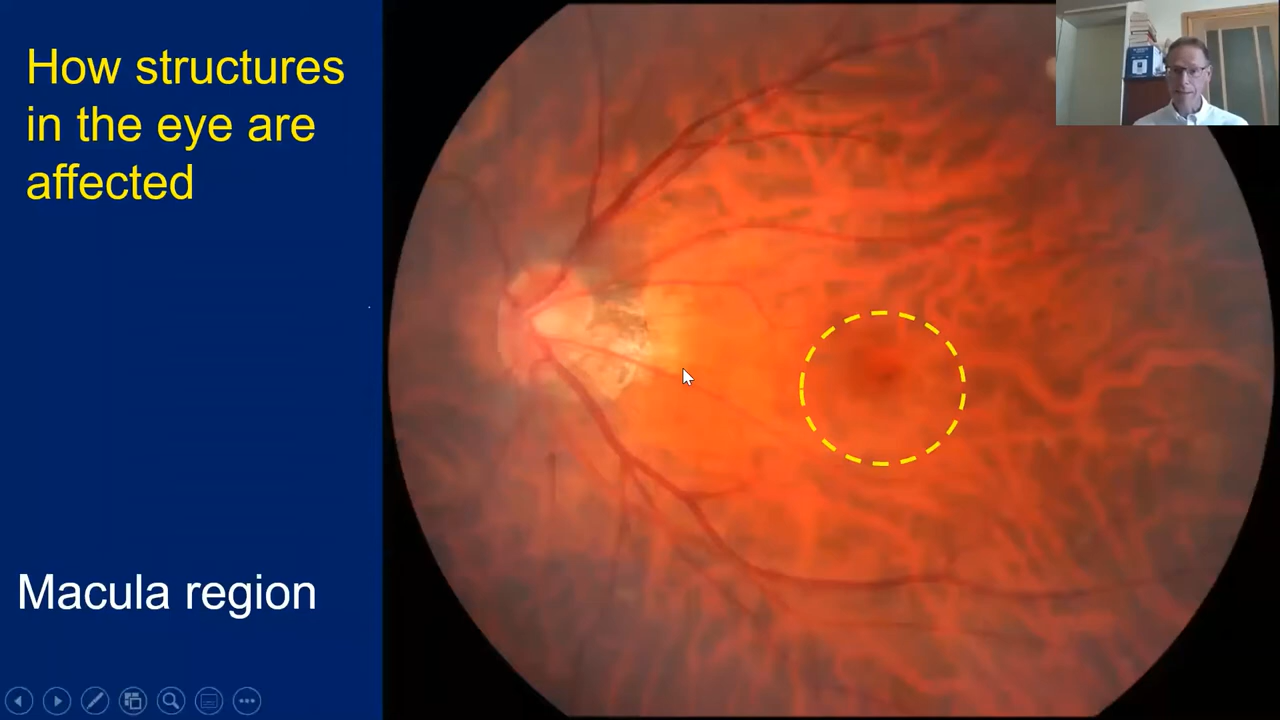 How structures
in the eye are
affected
Macula region